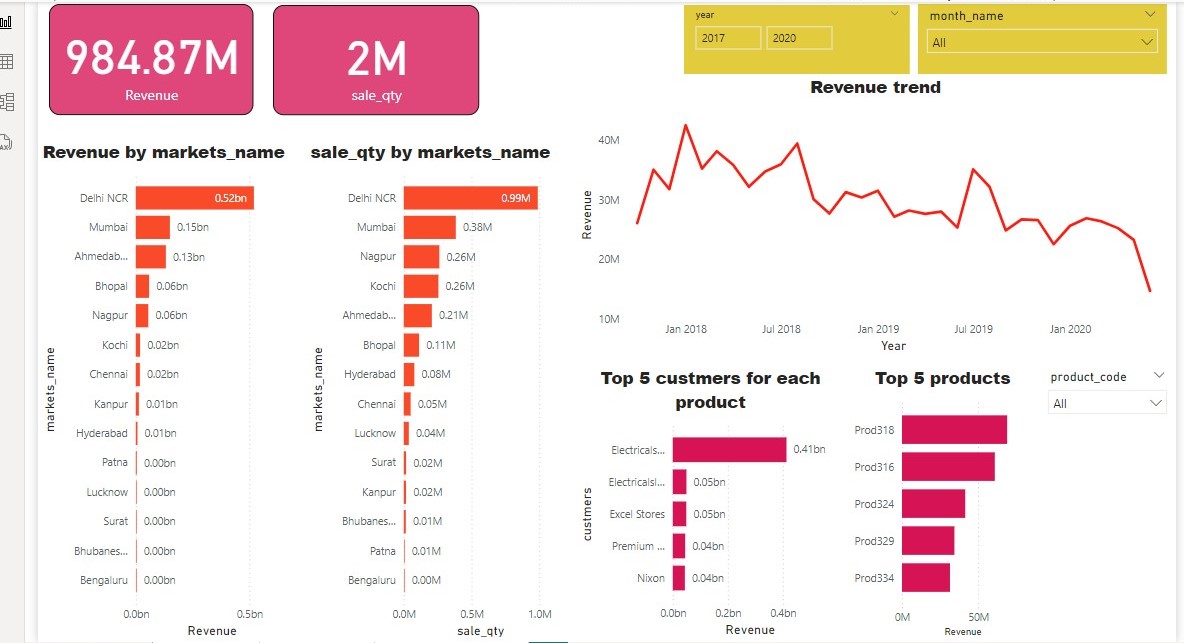 984.87M
Revenue
2M
sale_qty
year
2017
2020
month_name
All
Revenue by markets_name
markets_name
Delhi NCR
0.52bn
Mumbai
0.15bn
Ahmedab...
0.13bn
Bhopal
0.06bn
Nagpur
0.06bn
Kochi
0.02bn
Chennai
0.02bn
Kanpur
0.01bn
Hyderabad
0.01bn
Patna
0.00bn
Lucknow
0.00bn
Surat
0.00bn
Bhubanes...
0.00bn
Bengaluru
0.00bn
0.0bn
0.5bn
Revenue
sale_qty by markets_name
markets_name
Delhi NCR
0.99M
Mumbai
0.38M
Nagpur
0.26M
Kochi
0.26M
Ahmedab...
0.21M
Bhopal
0.11M
Hyderabad
0.08M
Chennai
0.05M
Lucknow
0.04M
Surat
0.02M
Kanpur
0.02M
Bhubanes...
0.01M
Patna
0.01M
Bengaluru
0.00M
0.0M
0.5M
1.0M
sale_qty
Revenue trend
Revenue
40M
30M
20M
10M
Jan 2018
Jul 2018
Jan 2019
Jul 2019
Jan 2020
Year
Top 5 custmers for each
product
custmers
Electricals...
0.41bn
Electricalsl...
0.05bn
Excel Stores
0.05bn
Premium ...
0.04bn
Nixon
0.04bn
0.0bn
0.2bn
0.4bn
Revenue
Top 5 products
Prod318
Prod316
Prod324
Prod329
Prod334
0M
50M
Revenue
product_code
All